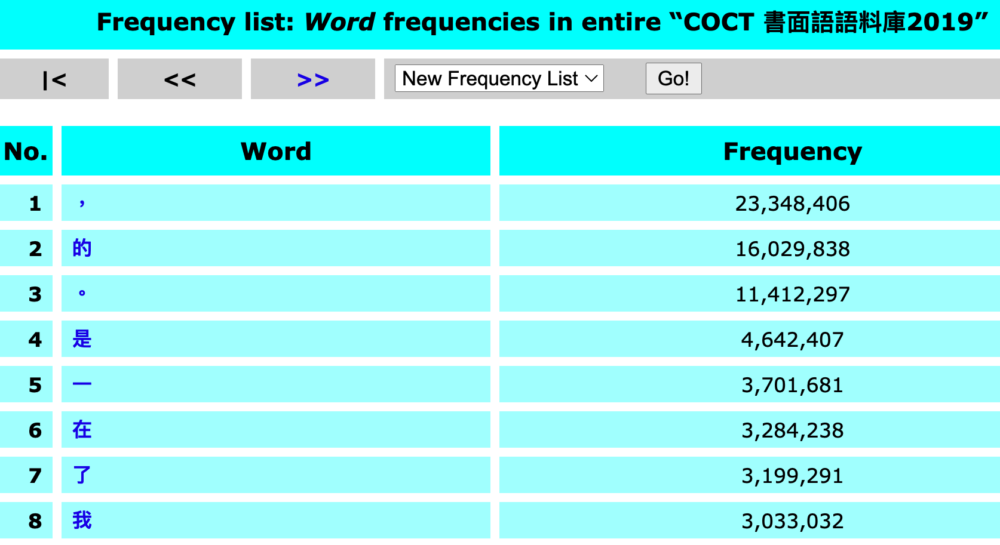 Frequency list: Word frequencies in entire “COCT 書面語語料庫2019”
|< << >> New Frequency List Go!
No. Word Frequency
1 ， 23,348,406
2 的 16,029,838
3 。 11,412,297
4 是 4,642,407
5 一 3,701,681
6 在 3,284,238
7 了 3,199,291
8 我 3,033,032